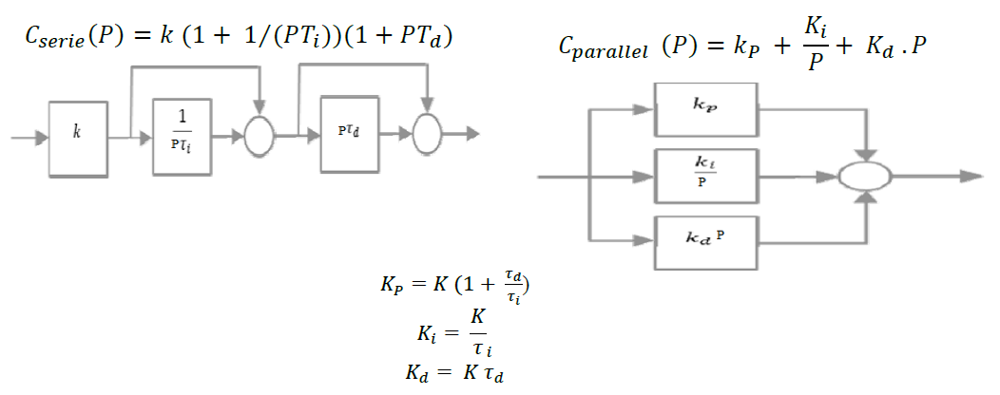 C_serie(P) = k (1 + 1/(PT_i))(1 + PT_d)
k
1/Pτ_i
Pτ_d
C_parallel (P) = k_P + K_i/P + K_d . P
k_p
k_i/P
k_d P
K_P = K (1 + τ_d/τ_i)
K_i = K/τ_i
K_d = K τ_d